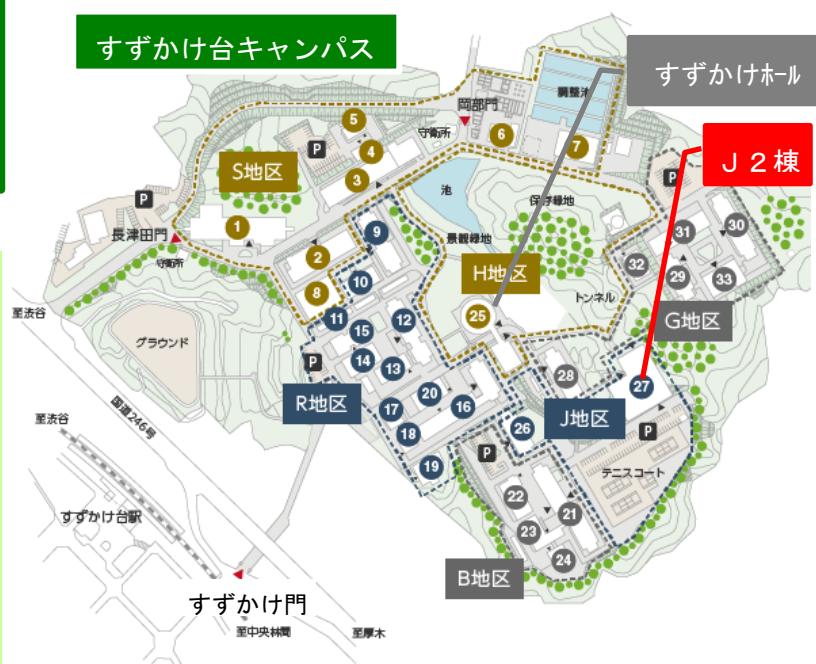 すずかけ台キャンパス
すずかけホール
J2棟
岡部門
調整池
守衛所
5
4
6
7
P
S地区
3
P
P
池
保存緑地
1
9
31
30
長津田門
守衛所
景観緑地
2
H地区
32
29
33
8
10
トンネル
至渋谷
11
12
25
G地区
グラウンド
15
14
13
P
28
27
R地区
20
16
J地区
17
国道246号
至渋谷
18
26
P
19
P
テニスコート
22
21
すずかけ台駅
23
24
B地区
すずかけ門
至中央林間
至厚木